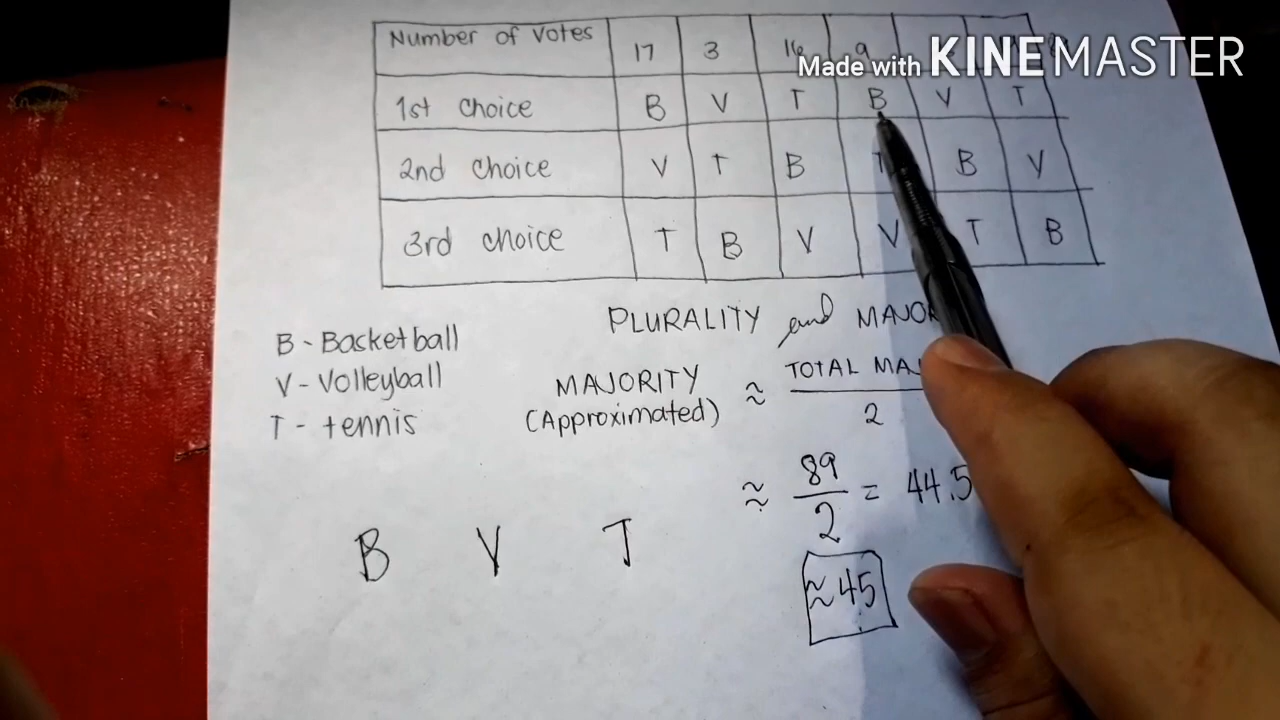 Made with KINEMASTER
Number of Votes 17 3 16 9
1st choice B V T B V T
2nd choice V T B T B V
3rd choice T B V V T B
B - Basketball
V - Volleyball
T - tennis
PLURALITY and
MAJORITY (Approximated) ≈ TOTAL
2
≈ 89 = 44.5
2
≈ 45
B V T